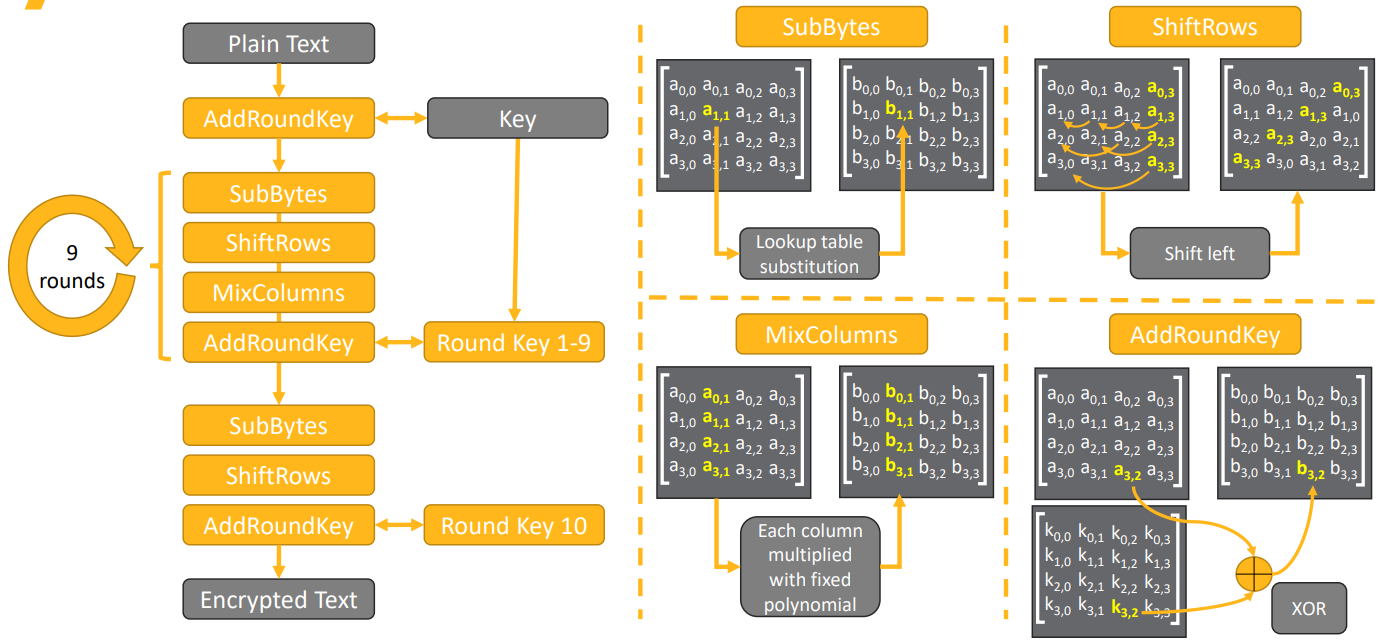 Plain Text
AddRoundKey
Key
SubBytes
ShiftRows
MixColumns
AddRoundKey
Round Key 1-9
9
rounds
SubBytes
ShiftRows
AddRoundKey
Round Key 10
Encrypted Text
SubBytes
a0,0 a0,1 a0,2 a0,3
a1,0 a1,1 a1,2 a1,3
a2,0 a2,1 a2,2 a2,3
a3,0 a3,1 a3,2 a3,3
b0,0 b0,1 b0,2 b0,3
b1,0 b1,1 b1,2 b1,3
b2,0 b2,1 b2,2 b2,3
b3,0 b3,1 b3,2 b3,3
Lookup table
substitution
ShiftRows
a0,0 a0,1 a0,2 a0,3
a1,0 a1,1 a1,2 a1,3
a2,0 a2,1 a2,2 a2,3
a3,0 a3,1 a3,2 a3,3
a0,0 a0,1 a0,2 a0,3
a1,1 a1,2 a1,3 a1,0
a2,2 a2,3 a2,0 a2,1
a3,3 a3,0 a3,1 a3,2
Shift left
MixColumns
a0,0 a0,1 a0,2 a0,3
a1,0 a1,1 a1,2 a1,3
a2,0 a2,1 a2,2 a2,3
a3,0 a3,1 a3,2 a3,3
b0,0 b0,1 b0,2 b0,3
b1,0 b1,1 b1,2 b1,3
b2,0 b2,1 b2,2 b2,3
b3,0 b3,1 b3,2 b3,3
Each column
multiplied
with fixed
polynomial
AddRoundKey
a0,0 a0,1 a0,2 a0,3
a1,0 a1,1 a1,2 a1,3
a2,0 a2,1 a2,2 a2,3
a3,0 a3,1 a3,2 a3,3
b0,0 b0,1 b0,2 b0,3
b1,0 b1,1 b1,2 b1,3
b2,0 b2,1 b2,2 b2,3
b3,0 b3,1 b3,2 b3,3
k0,0 k0,1 k0,2 k0,3
k1,0 k1,1 k1,2 k1,3
k2,0 k2,1 k2,2 k2,3
k3,0 k3,1 k3,2 k3,3
XOR